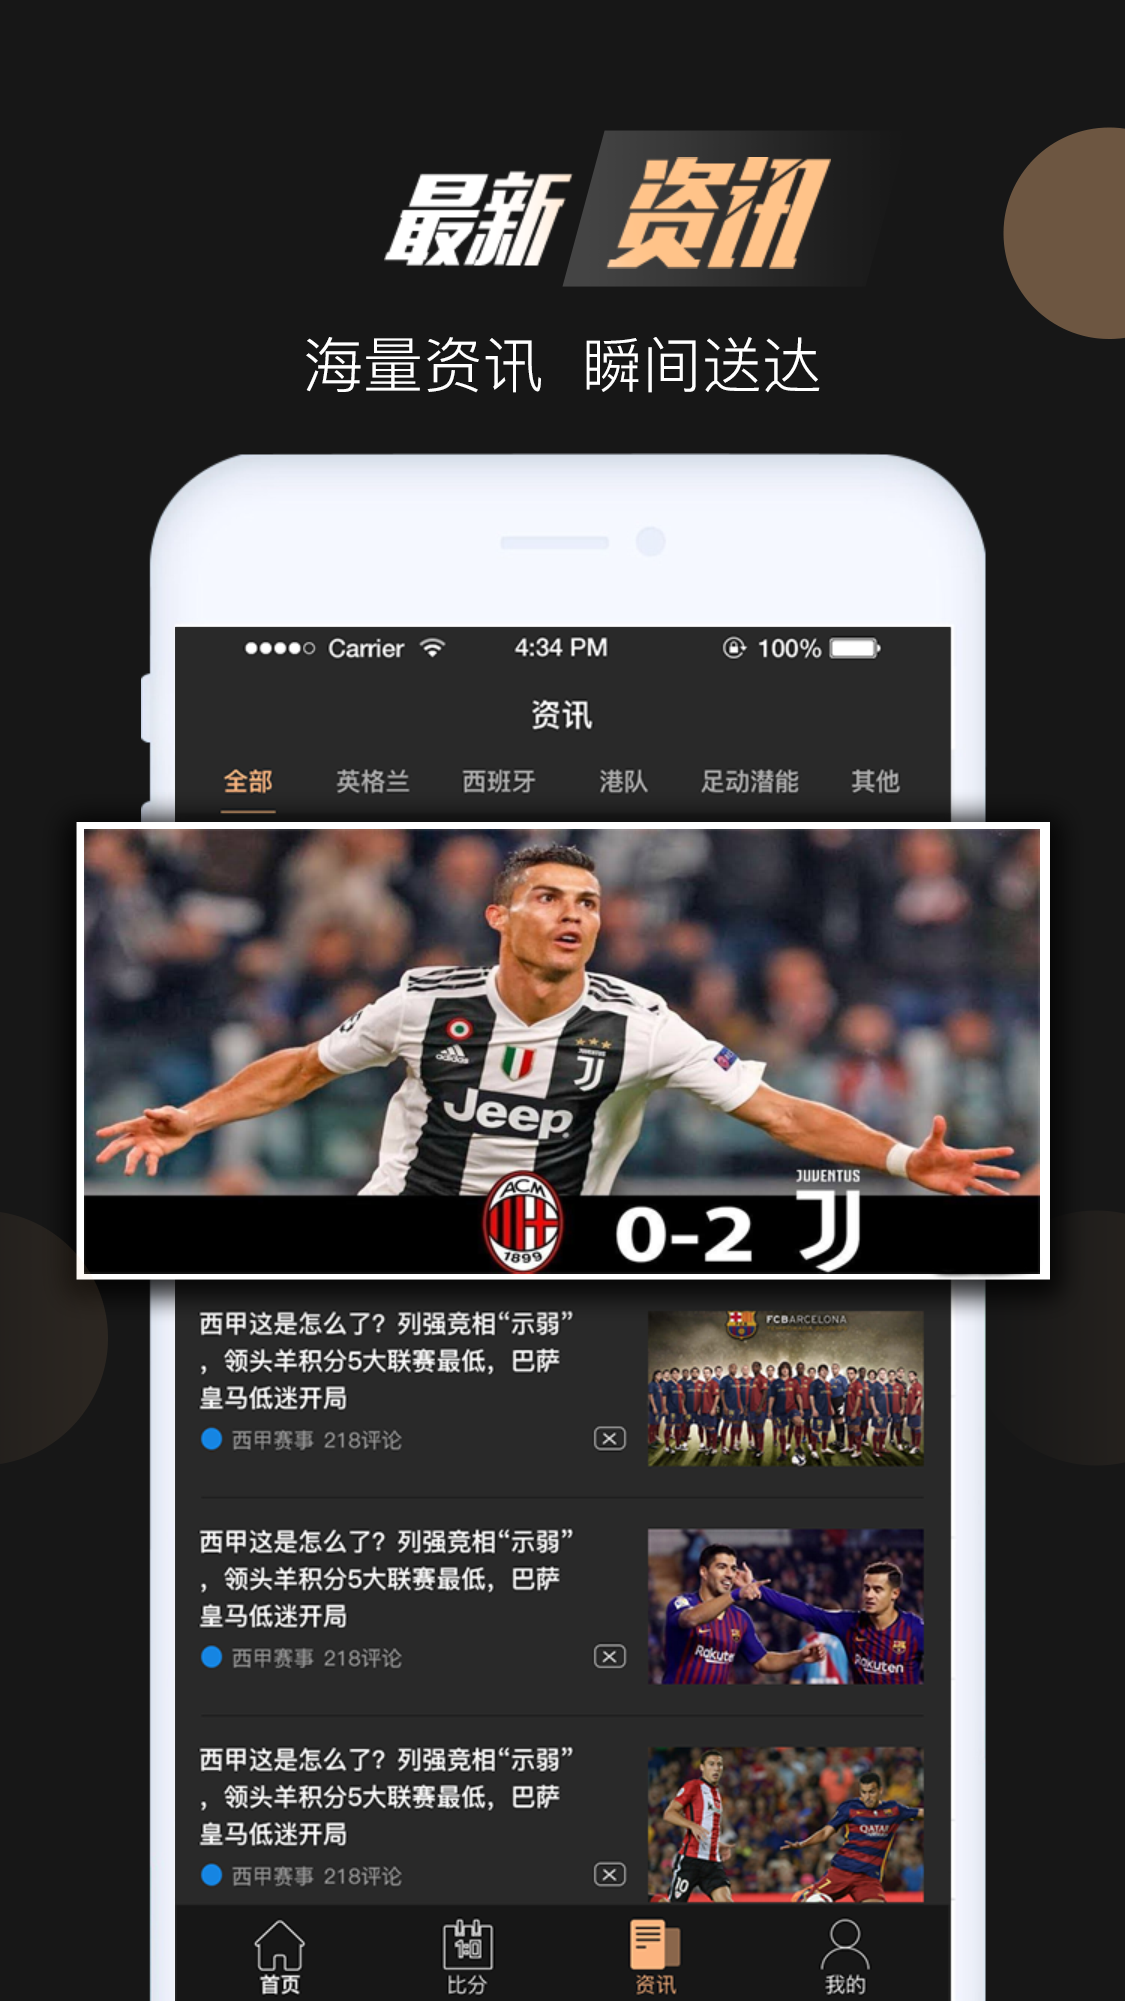 最新 资讯
海量资讯 瞬间送达
Carrier 4:34 PM 100%
资讯
全部 英格兰 西班牙 港队 足动潜能 其他
adidas
JUVENTUS
Jeep
JUVENTUS
ACM
1899
0-2
西甲这是怎么了？列强竞相“示弱”
，领头羊积分5大联赛最低，巴萨
皇马低迷开局
西甲赛事 218评论
FCBARCELONA
西甲这是怎么了？列强竞相“示弱”
，领头羊积分5大联赛最低，巴萨
皇马低迷开局
西甲赛事 218评论
Rakuten
Rakuten
西甲这是怎么了？列强竞相“示弱”
，领头羊积分5大联赛最低，巴萨
皇马低迷开局
西甲赛事 218评论
QATAR
10
7
1:0
首页 比分 资讯 我的